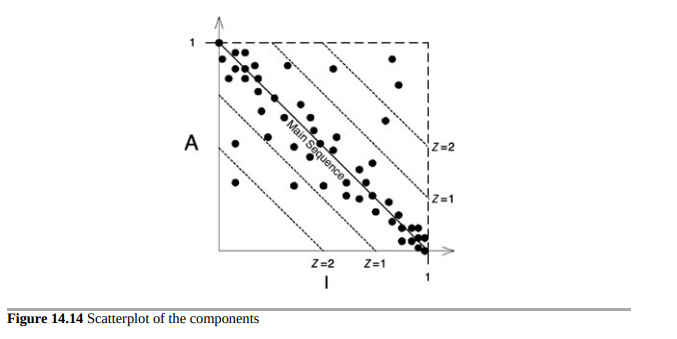 1
A
Main Sequence
Z=2
Z=1
Z=2 Z=1
1
I
Figure 14.14 Scatterplot of the components